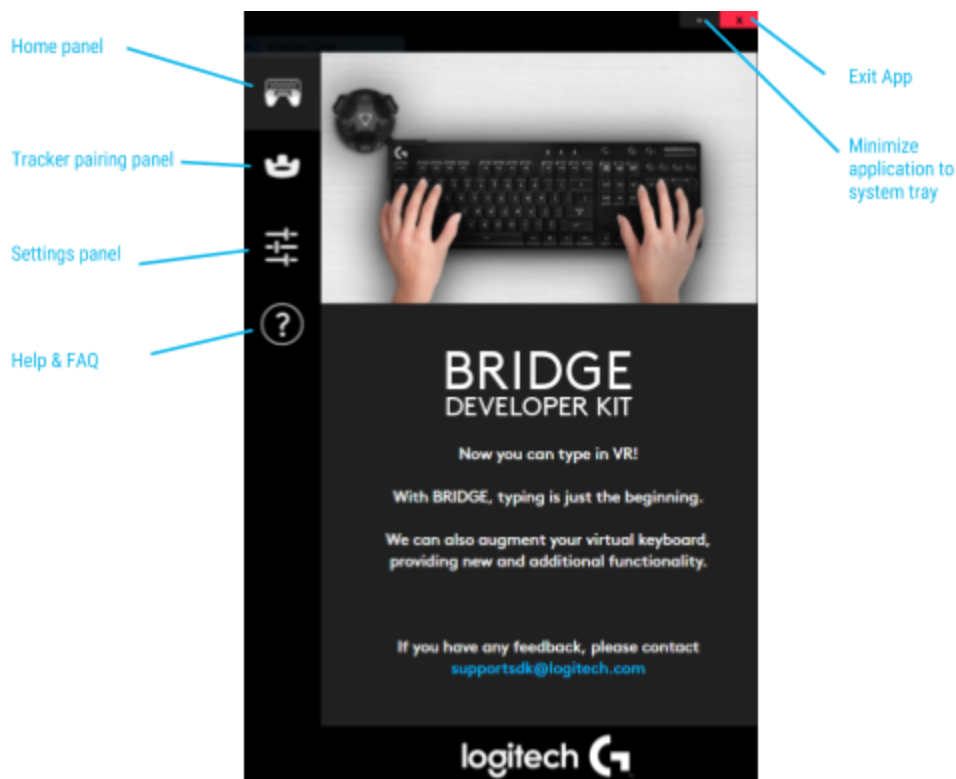 Home panel
Tracker pairing panel
Settings panel
Help & FAQ
?
Exit App
Minimize
application to
system tray
BRIDGE
DEVELOPER KIT
Now you can type in VR!
With BRIDGE, typing is just the beginning.
We can also augment your virtual keyboard,
providing new and additional functionality.
If you have any feedback, please contact
supportsdk@logitech.com
logitech G